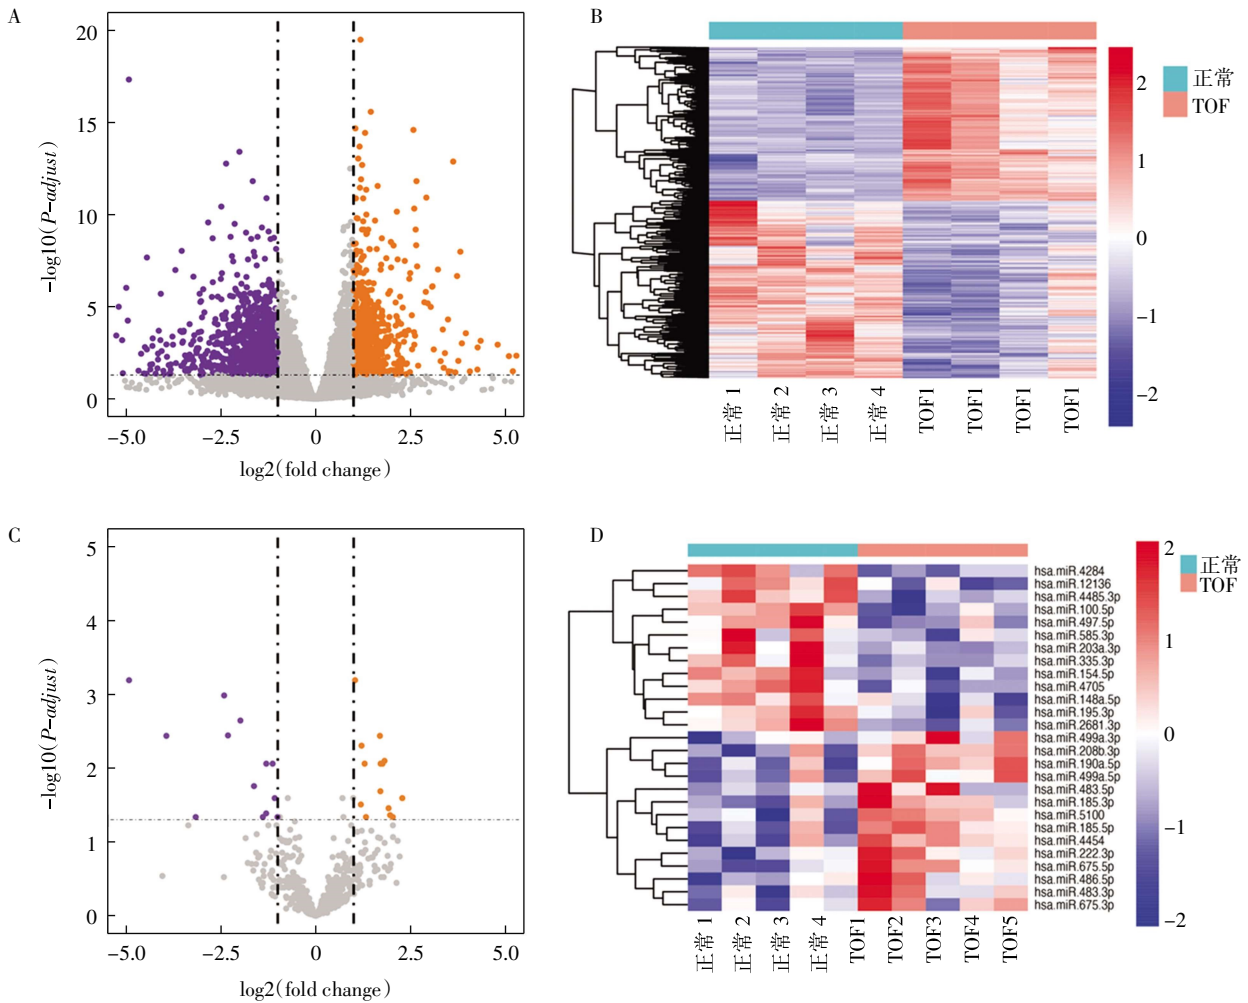 A
20
15
10
5
0
−log10(P−adjust)
−5.0
−2.5
0
2.5
5.0
log2(fold change)
B
2
1
0
−1
−2
正常
TOF
正常 1
正常 2
正常 3
正常 4
TOF1
TOF1
TOF1
TOF1
C
5
4
3
2
1
0
−log10(P−adjust)
−5.0
−2.5
0
2.5
5.0
log2(fold change)
D
hsa.miR.4284
hsa.miR.12136
hsa.miR.4485.3p
hsa.miR.100.5p
hsa.miR.497.5p
hsa.miR.585.3p
hsa.miR.203a.3p
hsa.miR.335.3p
hsa.miR.154.5p
hsa.miR.4705
hsa.miR.148a.5p
hsa.miR.195.3p
hsa.miR.2681.3p
hsa.miR.499a.3p
hsa.miR.208b.3p
hsa.miR.190a.5p
hsa.miR.499a.5p
hsa.miR.483.5p
hsa.miR.185.3p
hsa.miR.5100
hsa.miR.185.5p
hsa.miR.4454
hsa.miR.222.3p
hsa.miR.675.5p
hsa.miR.486.5p
hsa.miR.483.3p
hsa.miR.675.3p
2
1
0
−1
−2
正常
TOF
正常 1
正常 2
正常 3
正常 4
TOF1
TOF2
TOF3
TOF4
TOF5